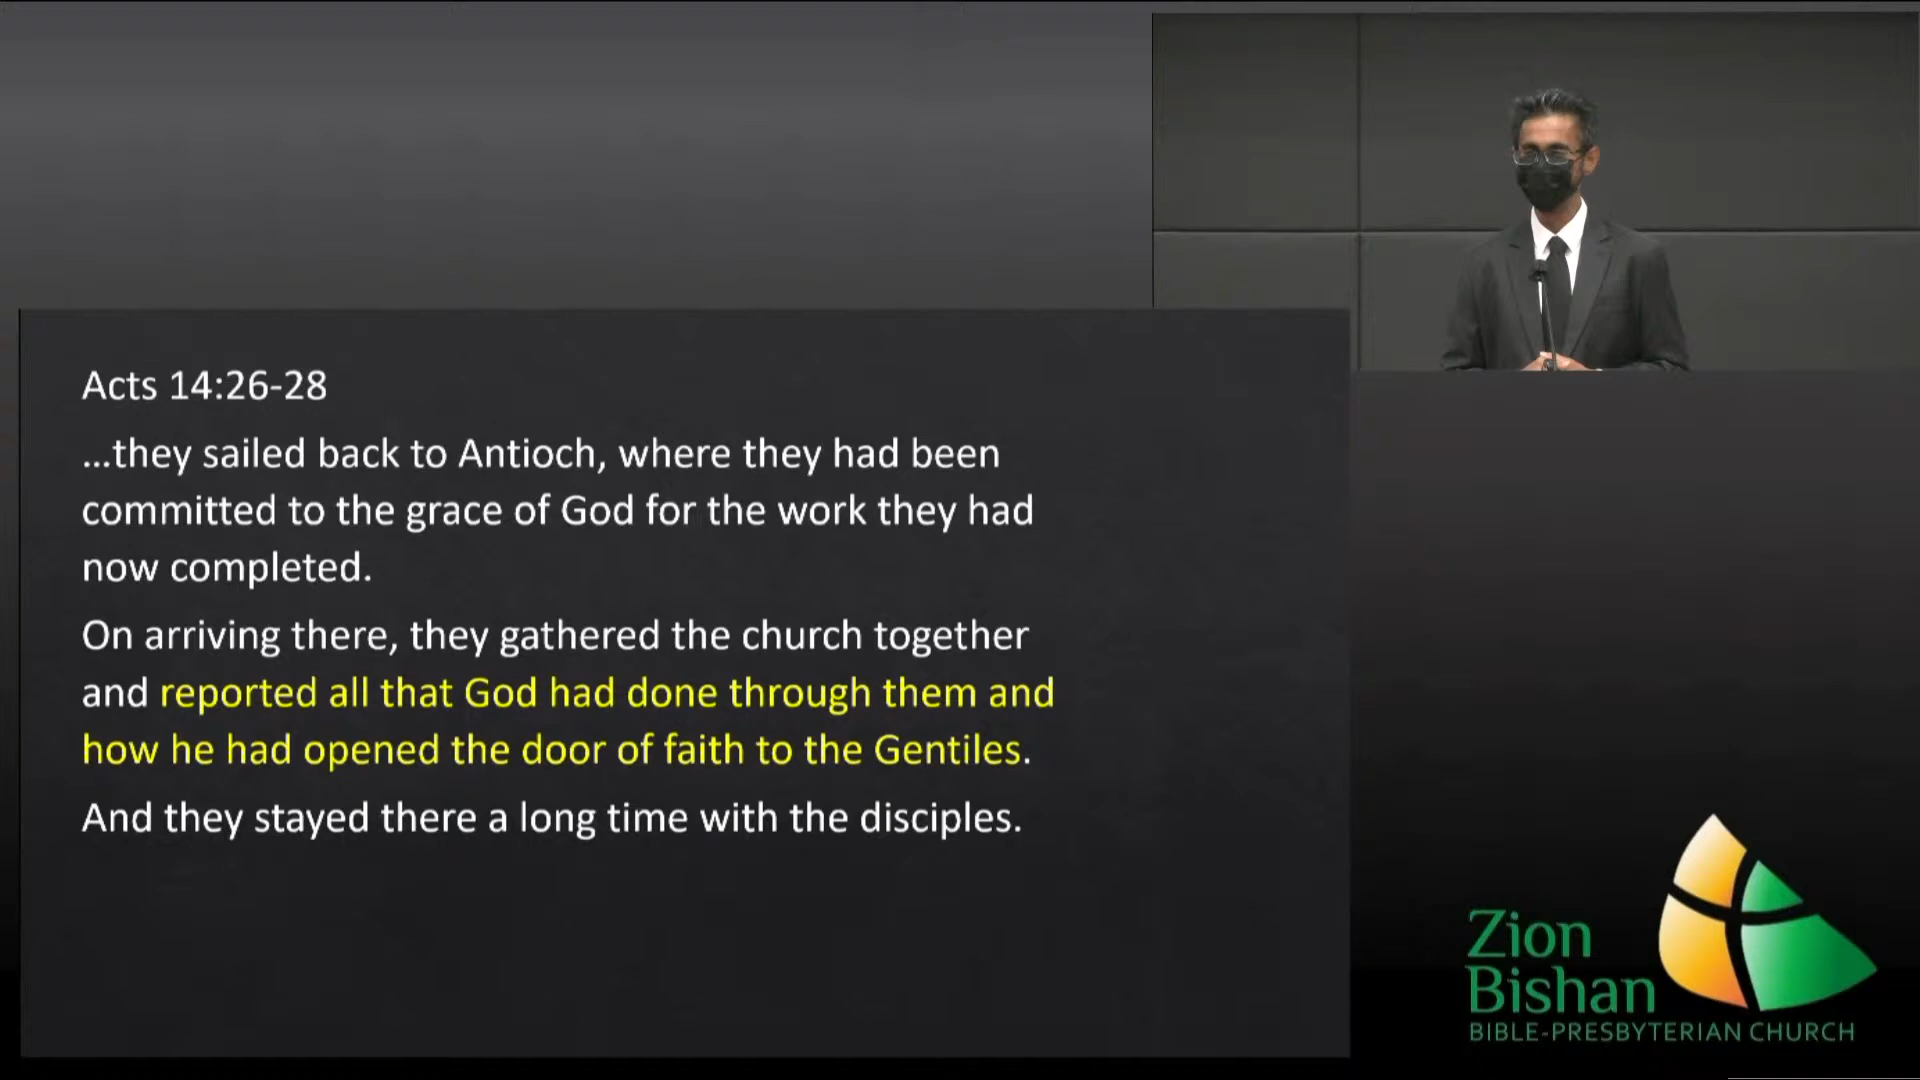 Acts 14:26-28
...they sailed back to Antioch, where they had been
committed to the grace of God for the work they had
now completed.
On arriving there, they gathered the church together
and reported all that God had done through them and
how he had opened the door of faith to the Gentiles.
And they stayed there a long time with the disciples.
Zion
Bishan
BIBLE-PRESBYTERIAN CHURCH